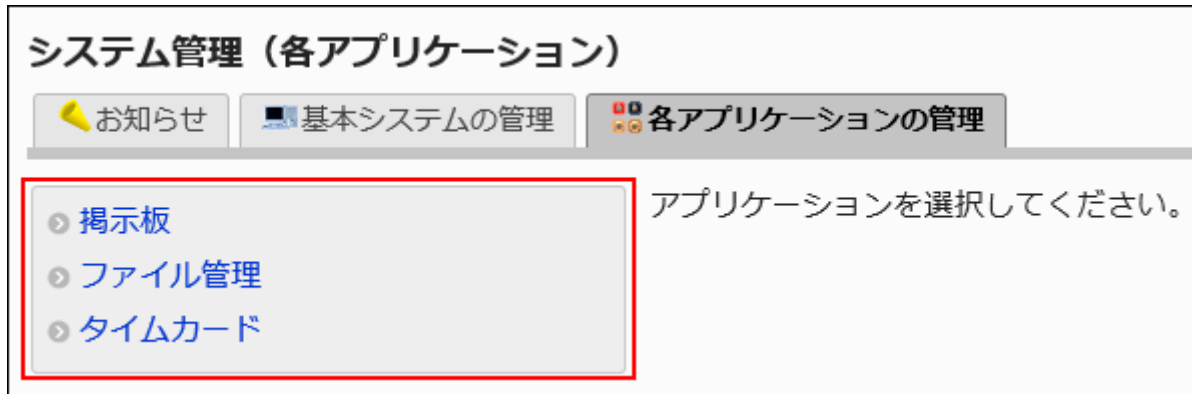 システム管理（各アプリケーション）
お知らせ 基本システムの管理 各アプリケーションの管理
掲示板
ファイル管理
タイムカード
アプリケーションを選択してください。